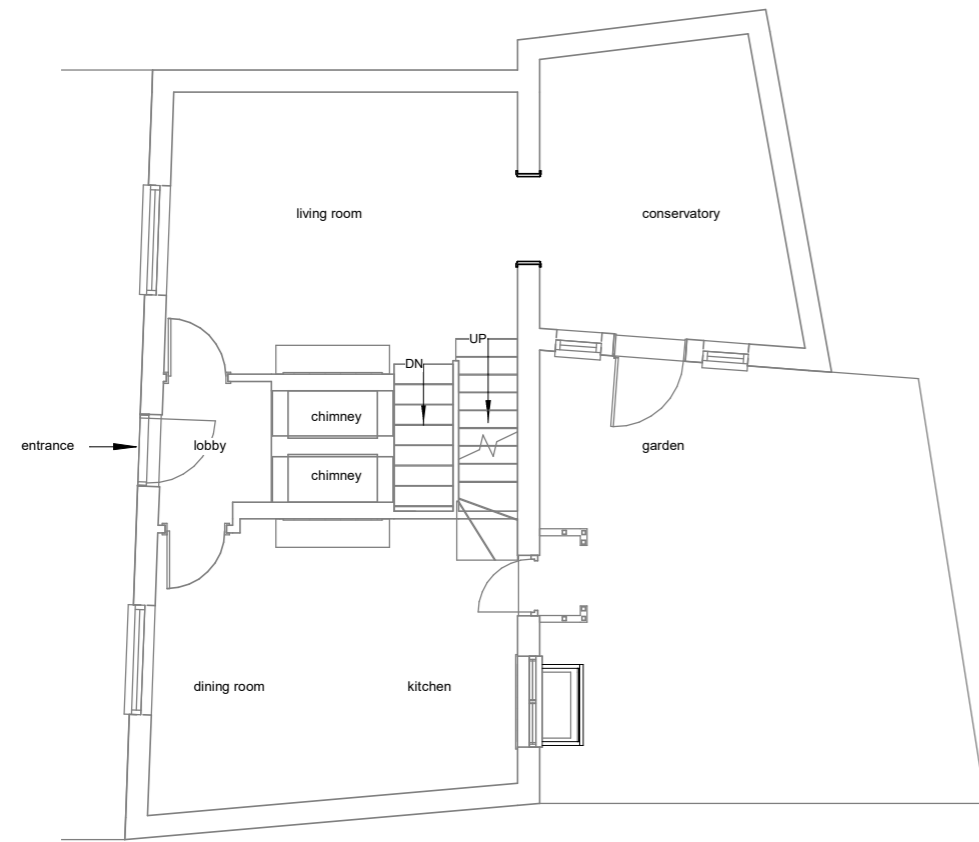 living room
conservatory
UP
DN
chimney
entrance
lobby
garden
chimney
dining room
kitchen